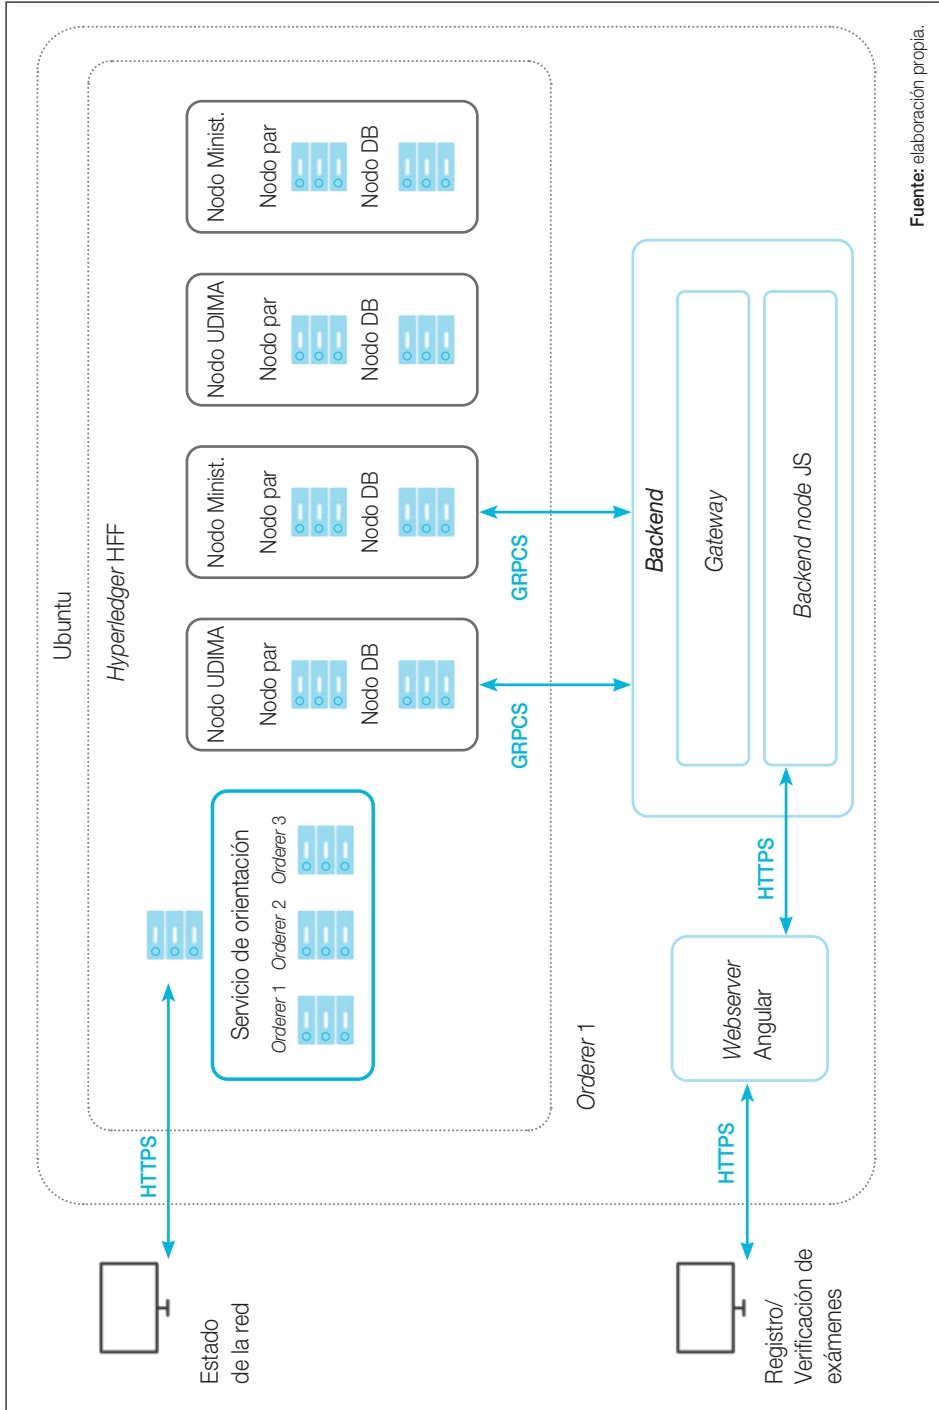 Ubuntu
Hyperledger HFF
Estado
de la red
HTTPS
Servicio de orientación
Orderer 1
Orderer 2
Orderer 3
Nodo UDIMA
Nodo par
Nodo DB
Nodo Minist.
Nodo par
Nodo DB
Nodo UDIMA
Nodo par
Nodo DB
Nodo Minist.
Nodo par
Nodo DB
Orderer 1
GRPCS
GRPCS
Registro/
Verificación de
exámenes
HTTPS
Webserver
Angular
HTTPS
Backend
Gateway
Backend node JS
Fuente: elaboración propia.